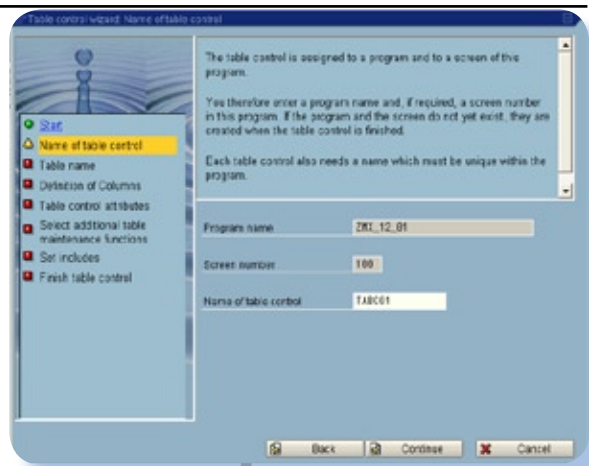 Table control wizard: Name of table control
The table control is assigned to a program and to a screen of this
program.
You therefore enter a program name and, if required, a screen number
in this program. If the program and the screen do not yet exist, they are
created when the table control is finished.
Each table control also needs a name which must be unique within the
program.
Start
Name of table control
Table name
Definition of Columns
Table control attributes
Select additional table
maintenance functions
Set includes
Finish table control
Program name ZMI_12_01
Screen number 100
Name of table control TABC01
Back Continue Cancel